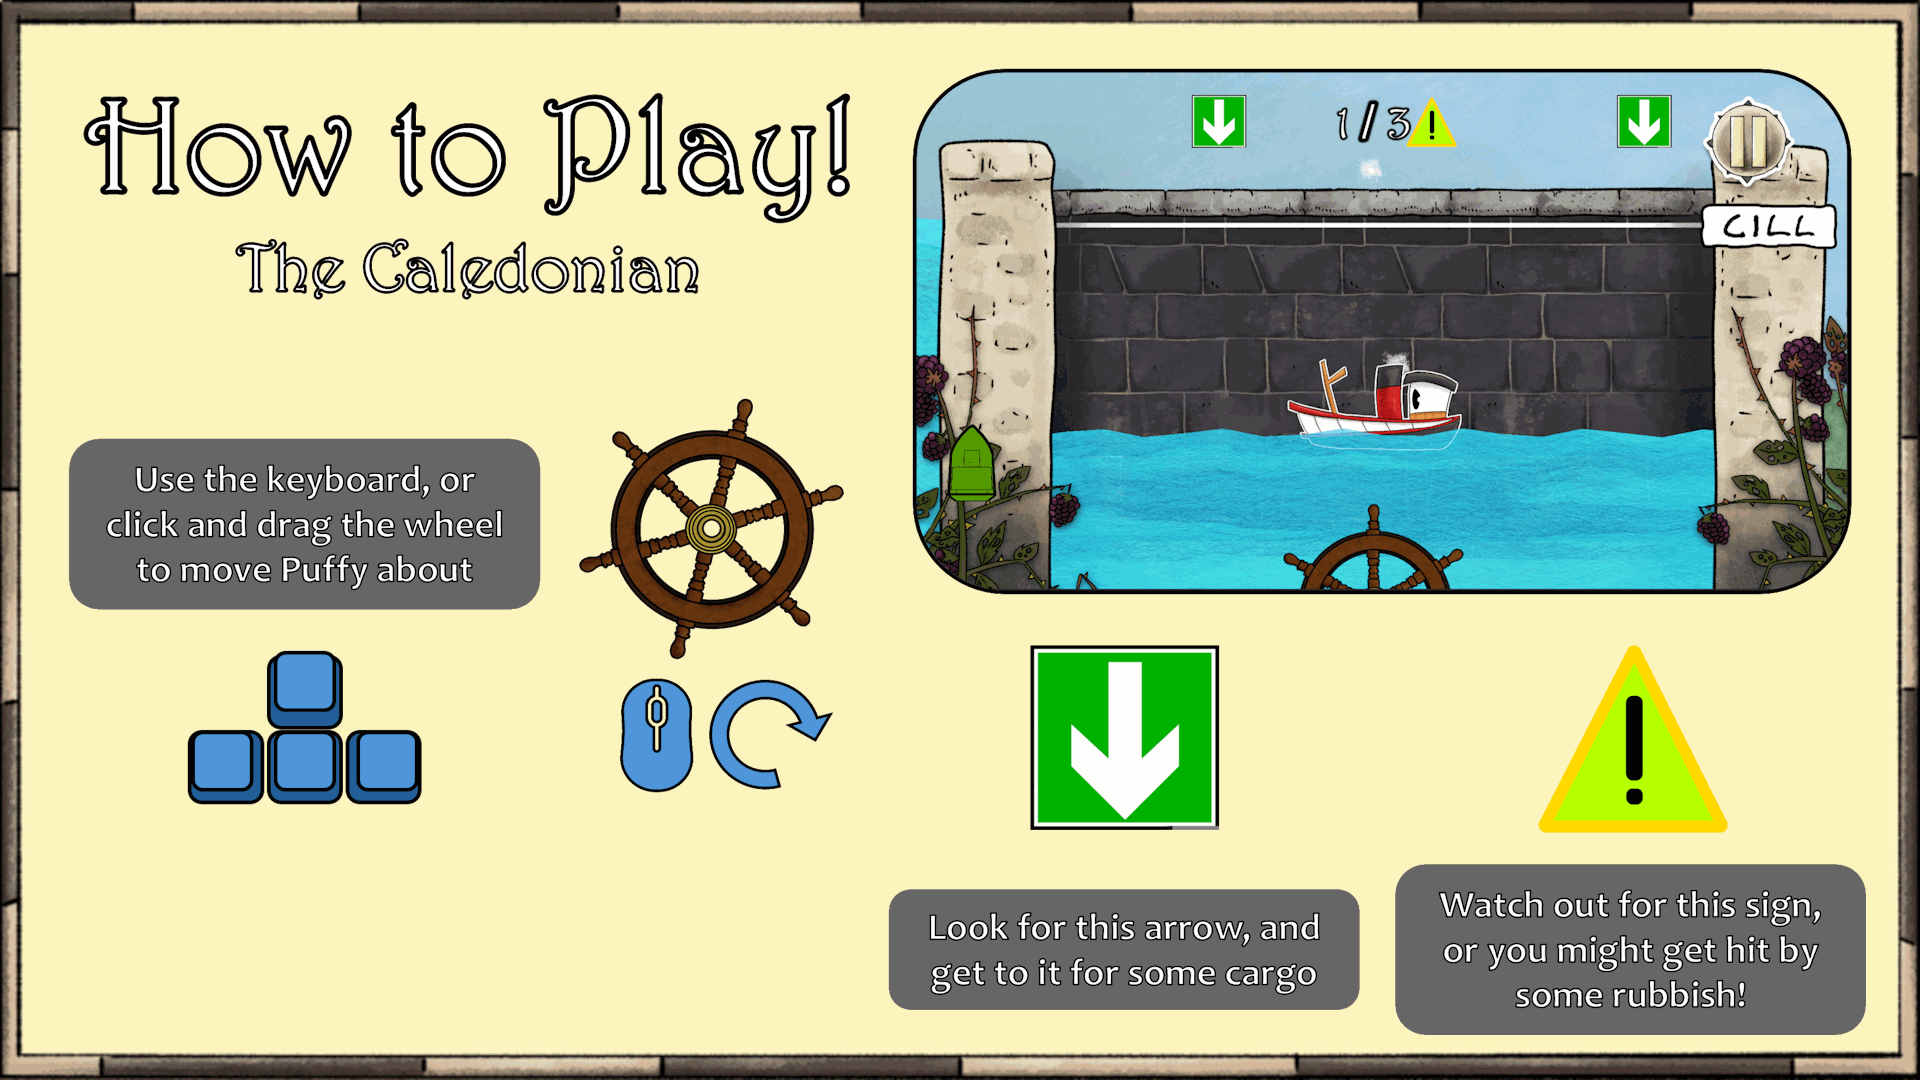 How to Play!
The Caledonian
1/3
!
CILL
Use the keyboard, or
click and drag the wheel
to move Puffy about
!
Look for this arrow, and
get to it for some cargo
Watch out for this sign,
or you might get hit by
some rubbish!